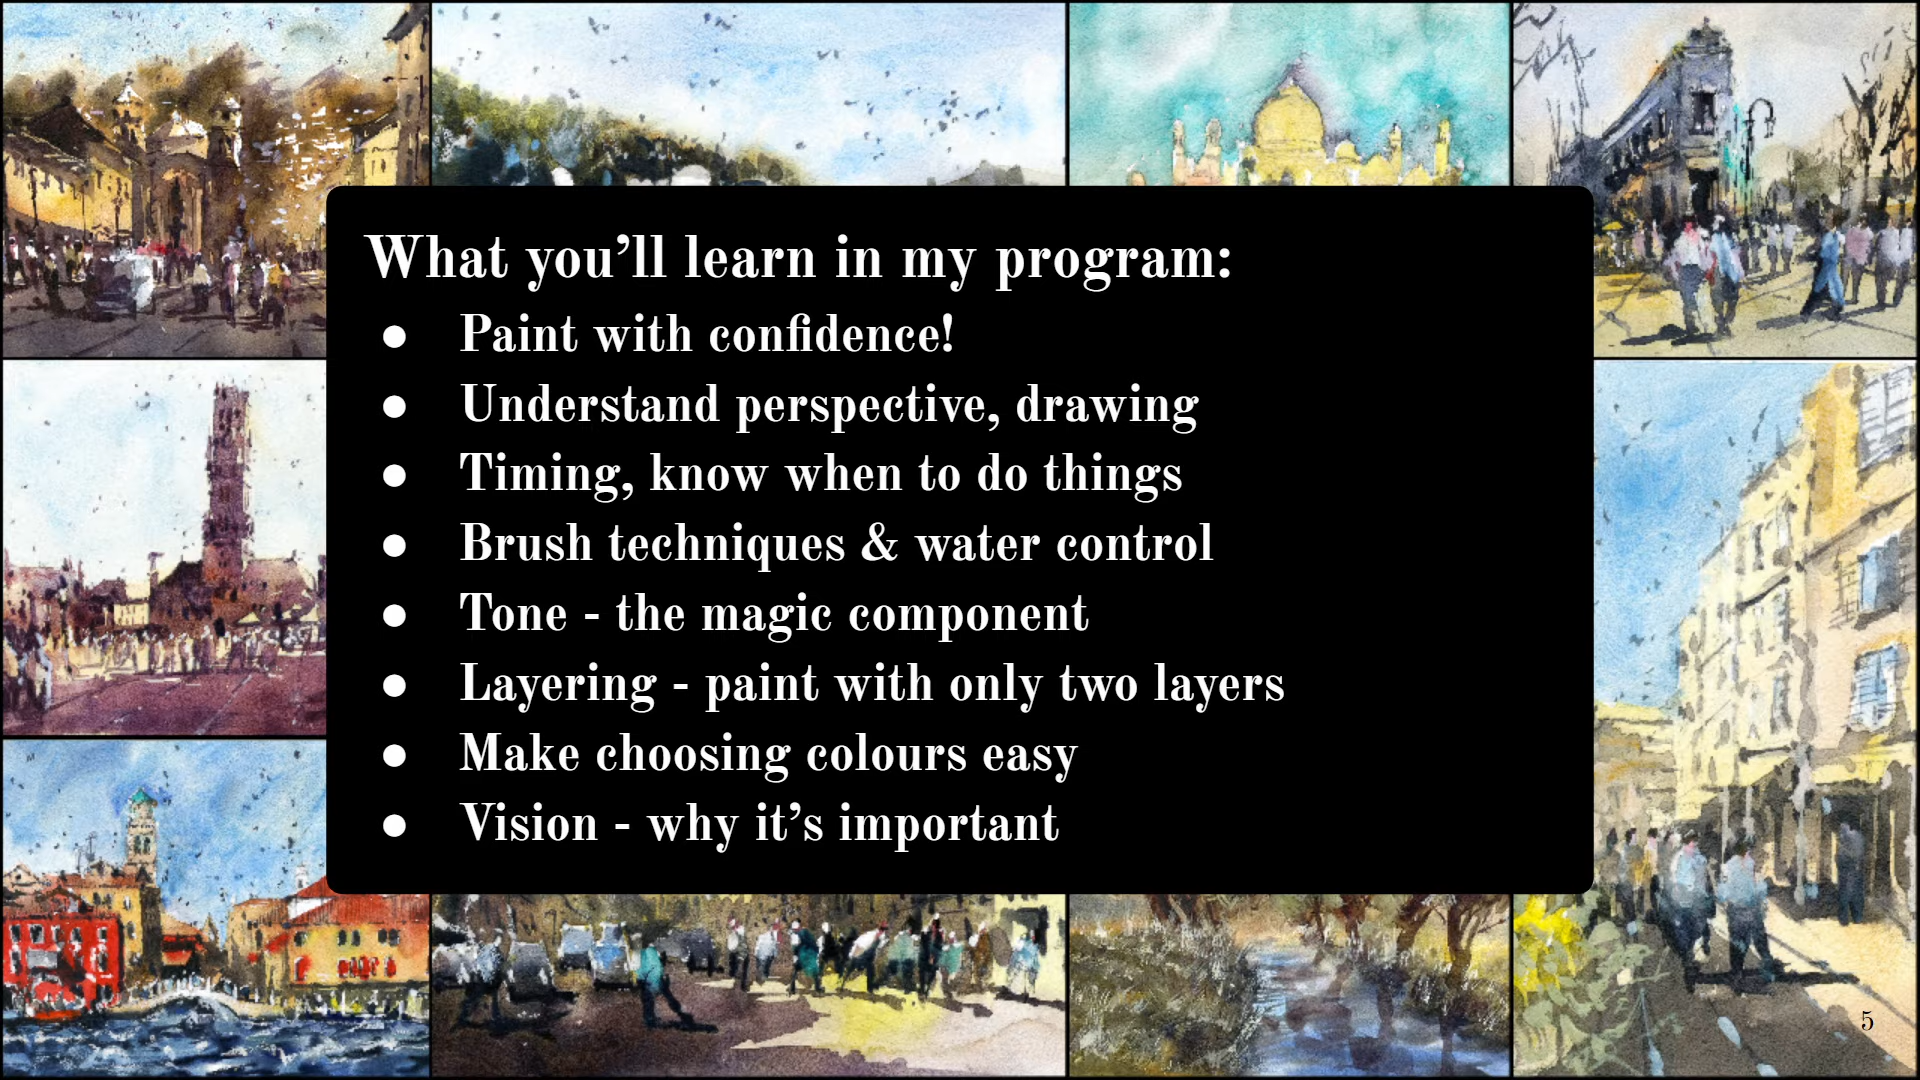 What you’ll learn in my program:
● Paint with confidence!
● Understand perspective, drawing
● Timing, know when to do things
● Brush techniques & water control
● Tone - the magic component
● Layering - paint with only two layers
● Make choosing colours easy
● Vision - why it’s important
5